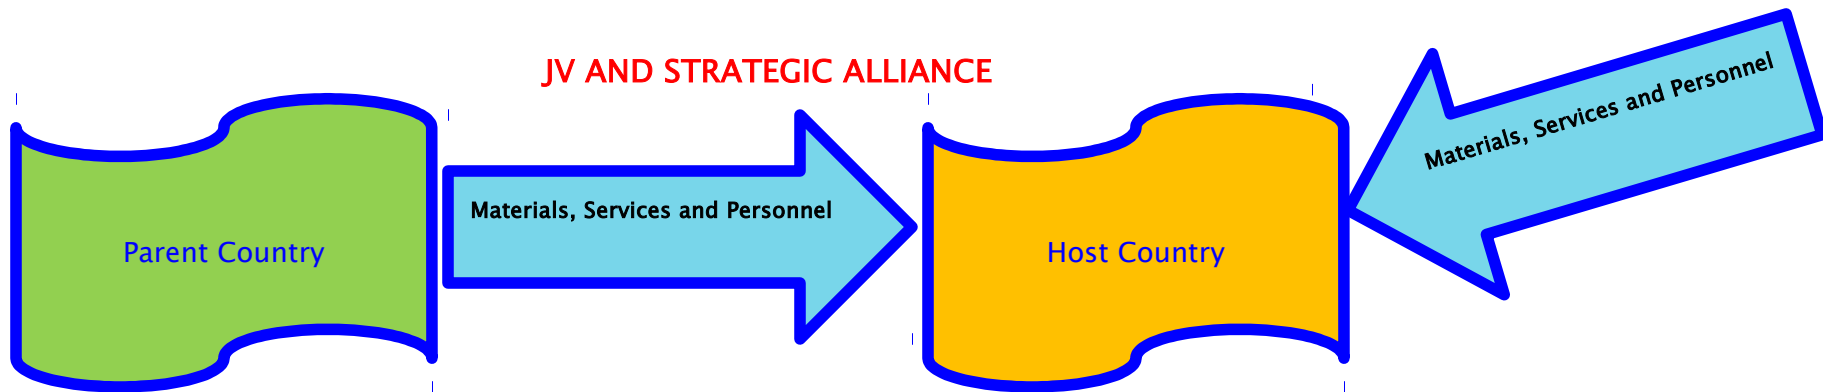 JV AND STRATEGIC ALLIANCE
Materials, Services and Personnel
Parent Country
Materials, Services and Personnel
Host Country